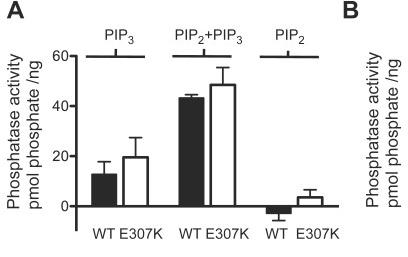 A
B
PIP3
PIP2+PIP3
PIP2
Phosphatase activity
pmol phosphate /ng
60
40
20
0
WT E307K
WT E307K
WT E307K
Phosphatase activity
pmol phosphate /ng